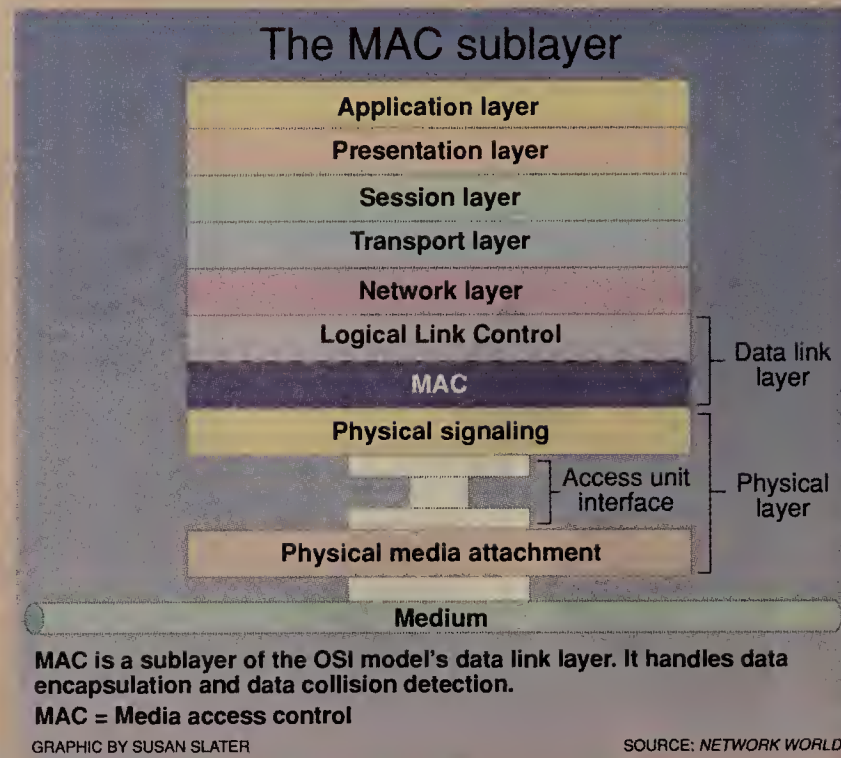 The MAC sublayer
Application layer
Presentation layer
Session layer
Transport layer
Network layer
Logical Link Control
MAC
Data link
layer
Physical signaling
Access unit
interface
Physical
layer
Physical media attachment
Medium
MAC is a sublayer of the OSI model's data link layer. It handles data
encapsulation and data collision detection.
MAC = Media access control
GRAPHIC BY SUSAN SLATER
SOURCE: NETWORK WORLD